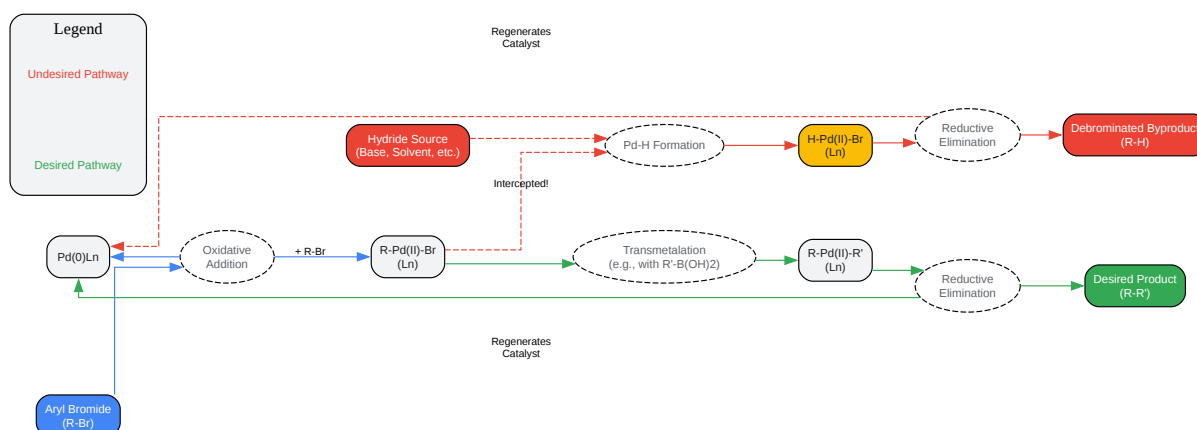 Legend
Undesired Pathway
Desired Pathway
Regenerates
Catalyst
Hydride Source
(Base, Solvent, etc.)
Pd-H Formation
H-Pd(II)-Br
(Ln)
Reductive
Elimination
Debrominated Byproduct
(R-H)
Intercepted!
Pd(0)Ln
Oxidative
Addition
+ R-Br
R-Pd(II)-Br
(Ln)
Transmetalation
(e.g., with R'-B(OH)2)
R-Pd(II)-R'
(Ln)
Reductive
Elimination
Desired Product
(R-R')
Regenerates
Catalyst
Aryl Bromide
(R-Br)